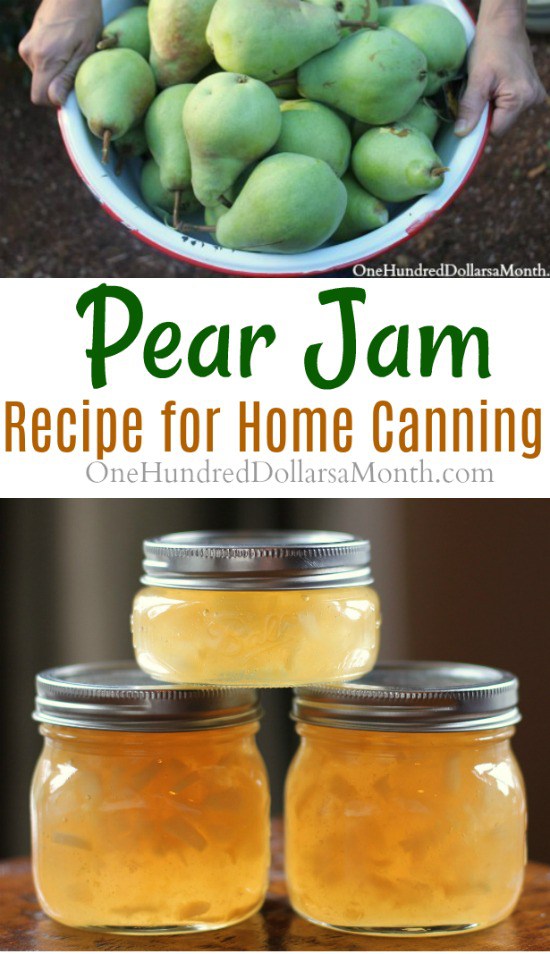 OneHundredDollarsaMonth.
Pear Jam
Recipe for Home Canning
OneHundredDollarsaMonth.com